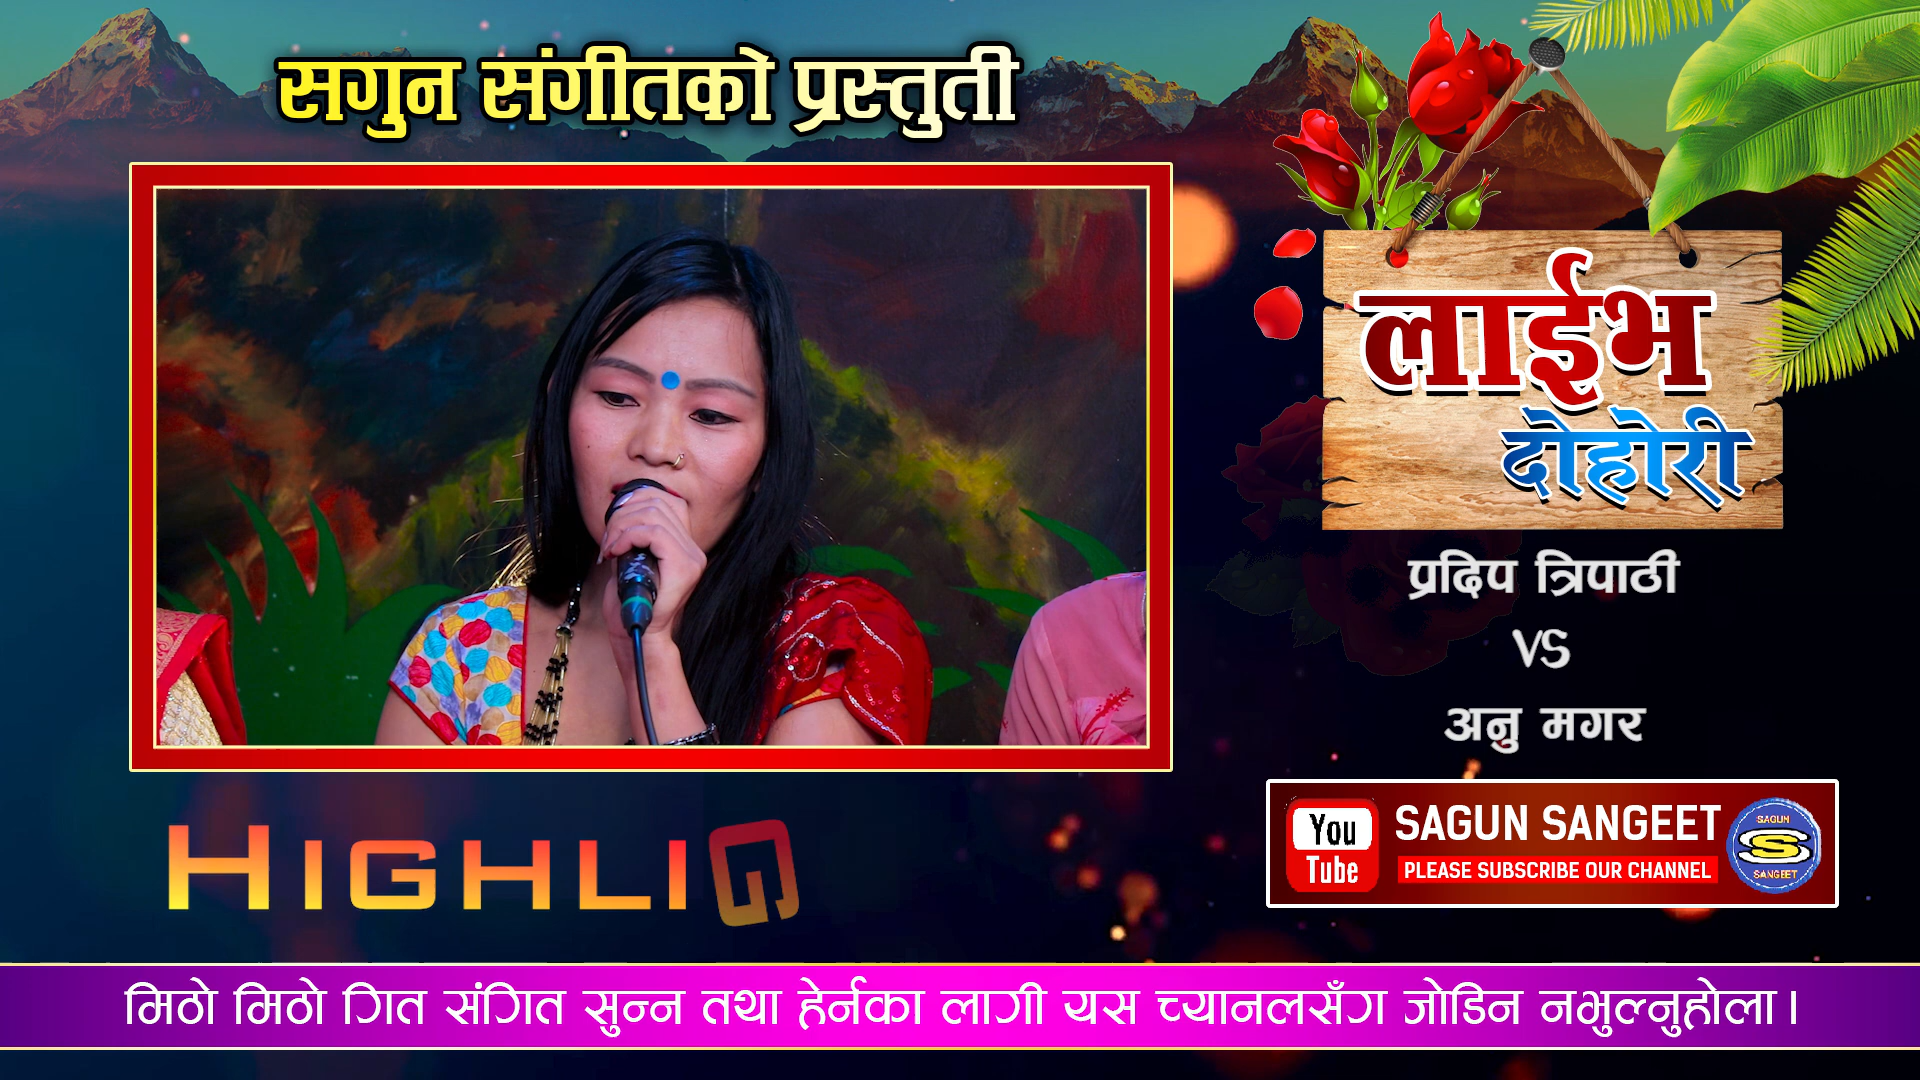 सगुन संगीतको प्रस्तुती
लाईभ
दोहोरी
प्रदिप त्रिपाठी
VS
अनु मगर
You
Tube
SAGUN SANGEET
PLEASE SUBSCRIBE OUR CHANNEL
SAGUN
S
SANGEET
HIGHLI
मिठो मिठो गित संगित सुन्न तथा हेर्नका लागी यस च्यानलसँग जोडिन नभुल्नुहोला।